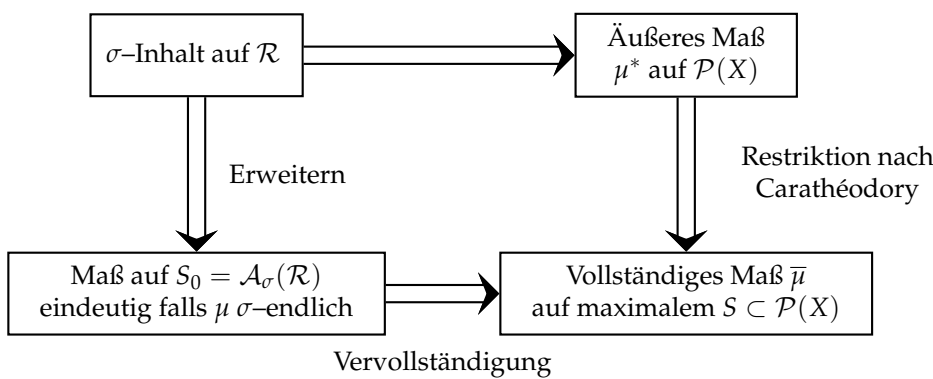 σ–Inhalt auf ℛ
Äußeres Maß
μ* auf 𝒫(X)
Erweitern
Restriktion nach
Carathéodory
Maß auf S₀ = 𝒜σ(ℛ)
eindeutig falls μ σ–endlich
Vollständiges Maß μ̅
auf maximalem S ⊂ 𝒫(X)
Vervollständigung